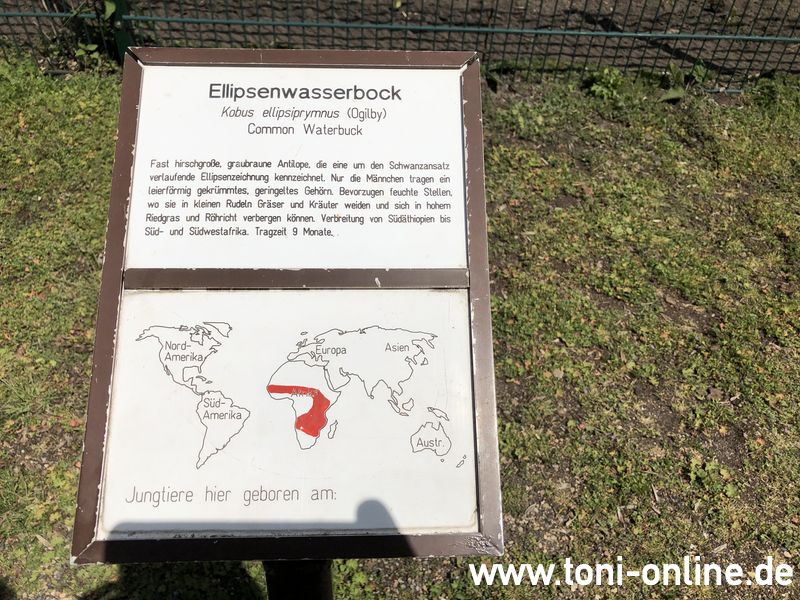 Ellipsenwasserbock
Kobus ellipsiprymnus (Ogilby)
Common Waterbuck
Fast hirschgroße, graubraune Antilope, die eine um den Schwanzansatz
verlaufende Ellipsenzeichnung kennzeichnet. Nur die Männchen tragen ein
leierförmig gekrümmtes, geringeltes Gehörn. Bevorzugen feuchte Stellen,
wo sie in kleinen Rudeln Gräser und Kräuter weiden und sich in hohem
Riedgras und Röhricht verbergen können. Verbreitung von Südäthiopien bis
Süd- und Südwestafrika. Tragzeit 9 Monate.
Nord-
Amerika
Europa
Asien
Süd-
Amerika
Austr.
Jungtiere hier geboren am:
www.toni-online.de